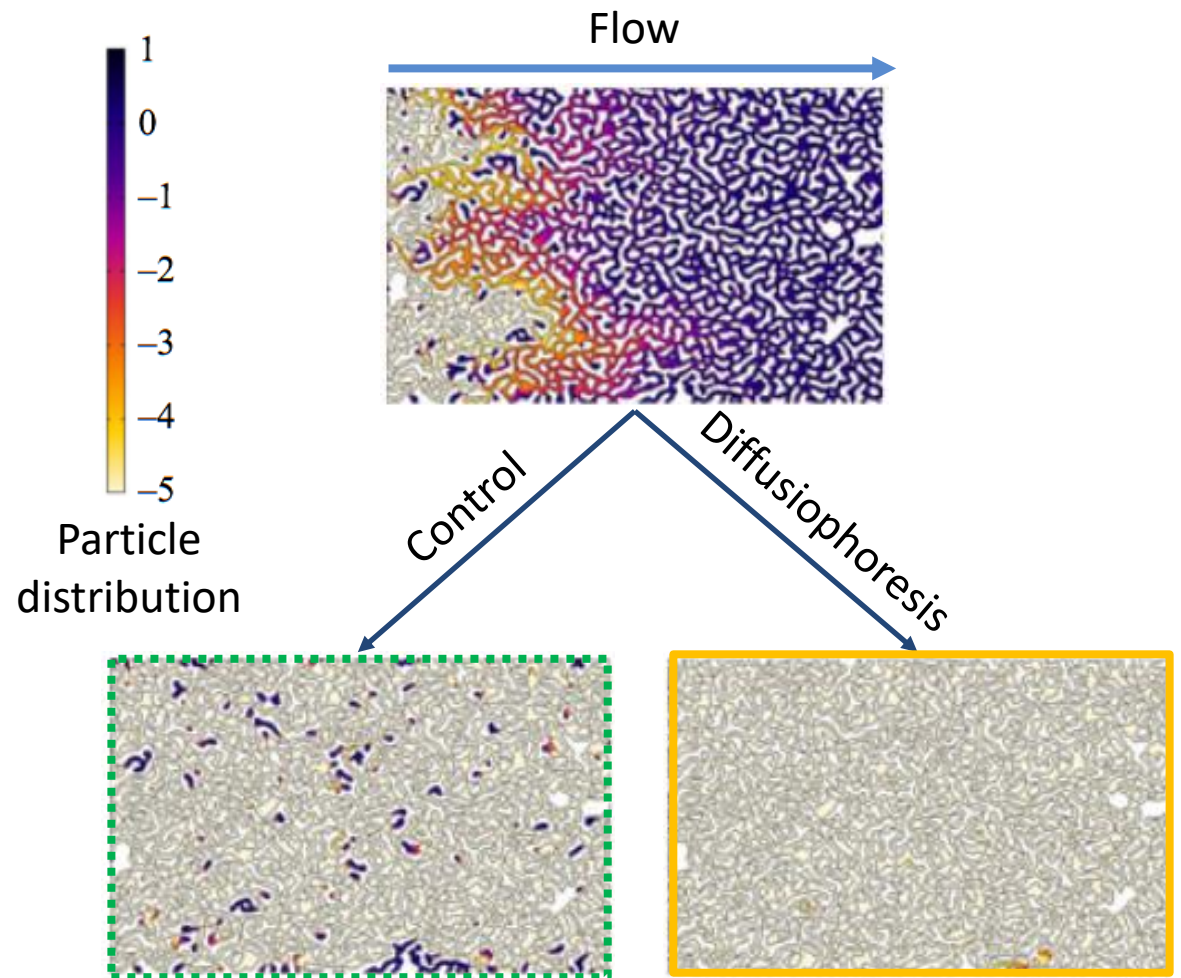 Flow
1
0
−1
−2
−3
−4
−5
Particle
distribution
Control
Diffusiophoresis